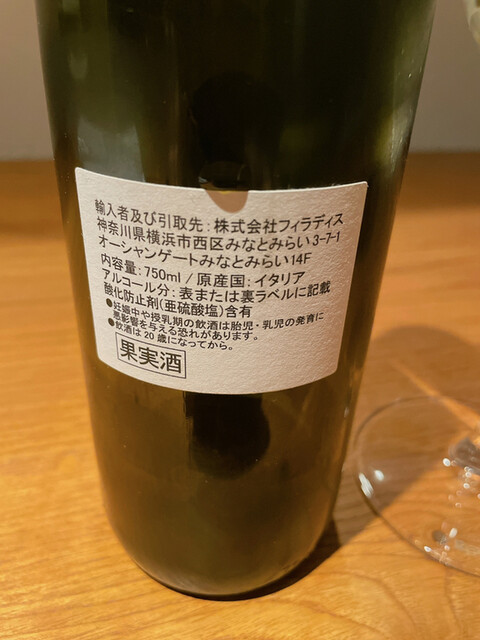 輸入者及び引取先:株式会社フィラディス
神奈川県横浜市西区みなとみらい3-7-1
オーシャンゲートみなとみらい14F
内容量:750ml/原産国:イタリア
アルコール分:表または裏ラベルに記載
酸化防止剤(亜硫酸塩)含有
●妊娠中や授乳期の飲酒は胎児・乳児の発育に
悪影響を与える恐れがあります。
●飲酒は20歳になってから。
果実酒